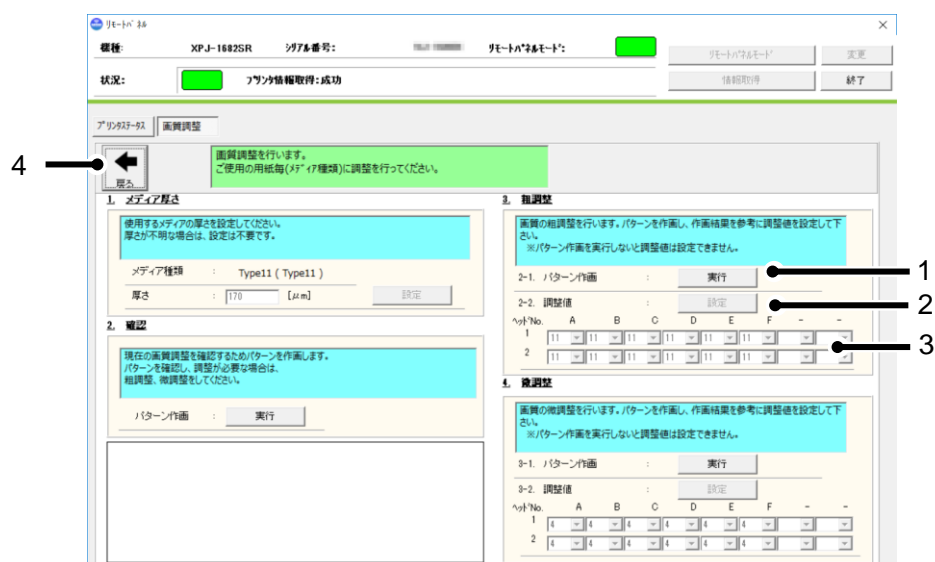 リモートパネル
機種: XPJ-1682SR シリアル番号: リモートパネルモード: リモートパネルモード 変更
状況: プリンタ情報取得:成功 情報取得 終了
プリンタステータス 画質調整
4 戻る
画質調整を行います。
ご使用の用紙毎(メディア種類)に調整を行ってください。
1. メディア厚さ
使用するメディアの厚さを設定してください。
厚さが不明な場合は、設定は不要です。
メディア種類 : Type11 ( Type11 )
厚さ : 170 [μm] 設定
2. 確認
現在の画質調整を確認するためパターンを作画します。
パターンを確認し、調整が必要な場合は、
粗調整、微調整をしてください。
パターン作画 : 実行
3. 粗調整
画質の粗調整を行います。パターンを作画し、作画結果を参考に調整値を設定して下
さい。
※パターン作画を実行しないと調整値は設定できません。
2-1. パターン作画 : 実行 1
2-2. 調整値 : 設定 2
ヘッドNo. A B C D E F - -
1 11 11 11 11 11 11
2 11 11 11 11 11 11
3
4. 微調整
画質の微調整を行います。パターンを作画し、作画結果を参考に調整値を設定して下
さい。
※パターン作画を実行しないと調整値は設定できません。
3-1. パターン作画 : 実行
3-2. 調整値 : 設定
ヘッドNo. A B C D E F - -
1 4 4 4 4 4 4
2 4 4 4 4 4 4